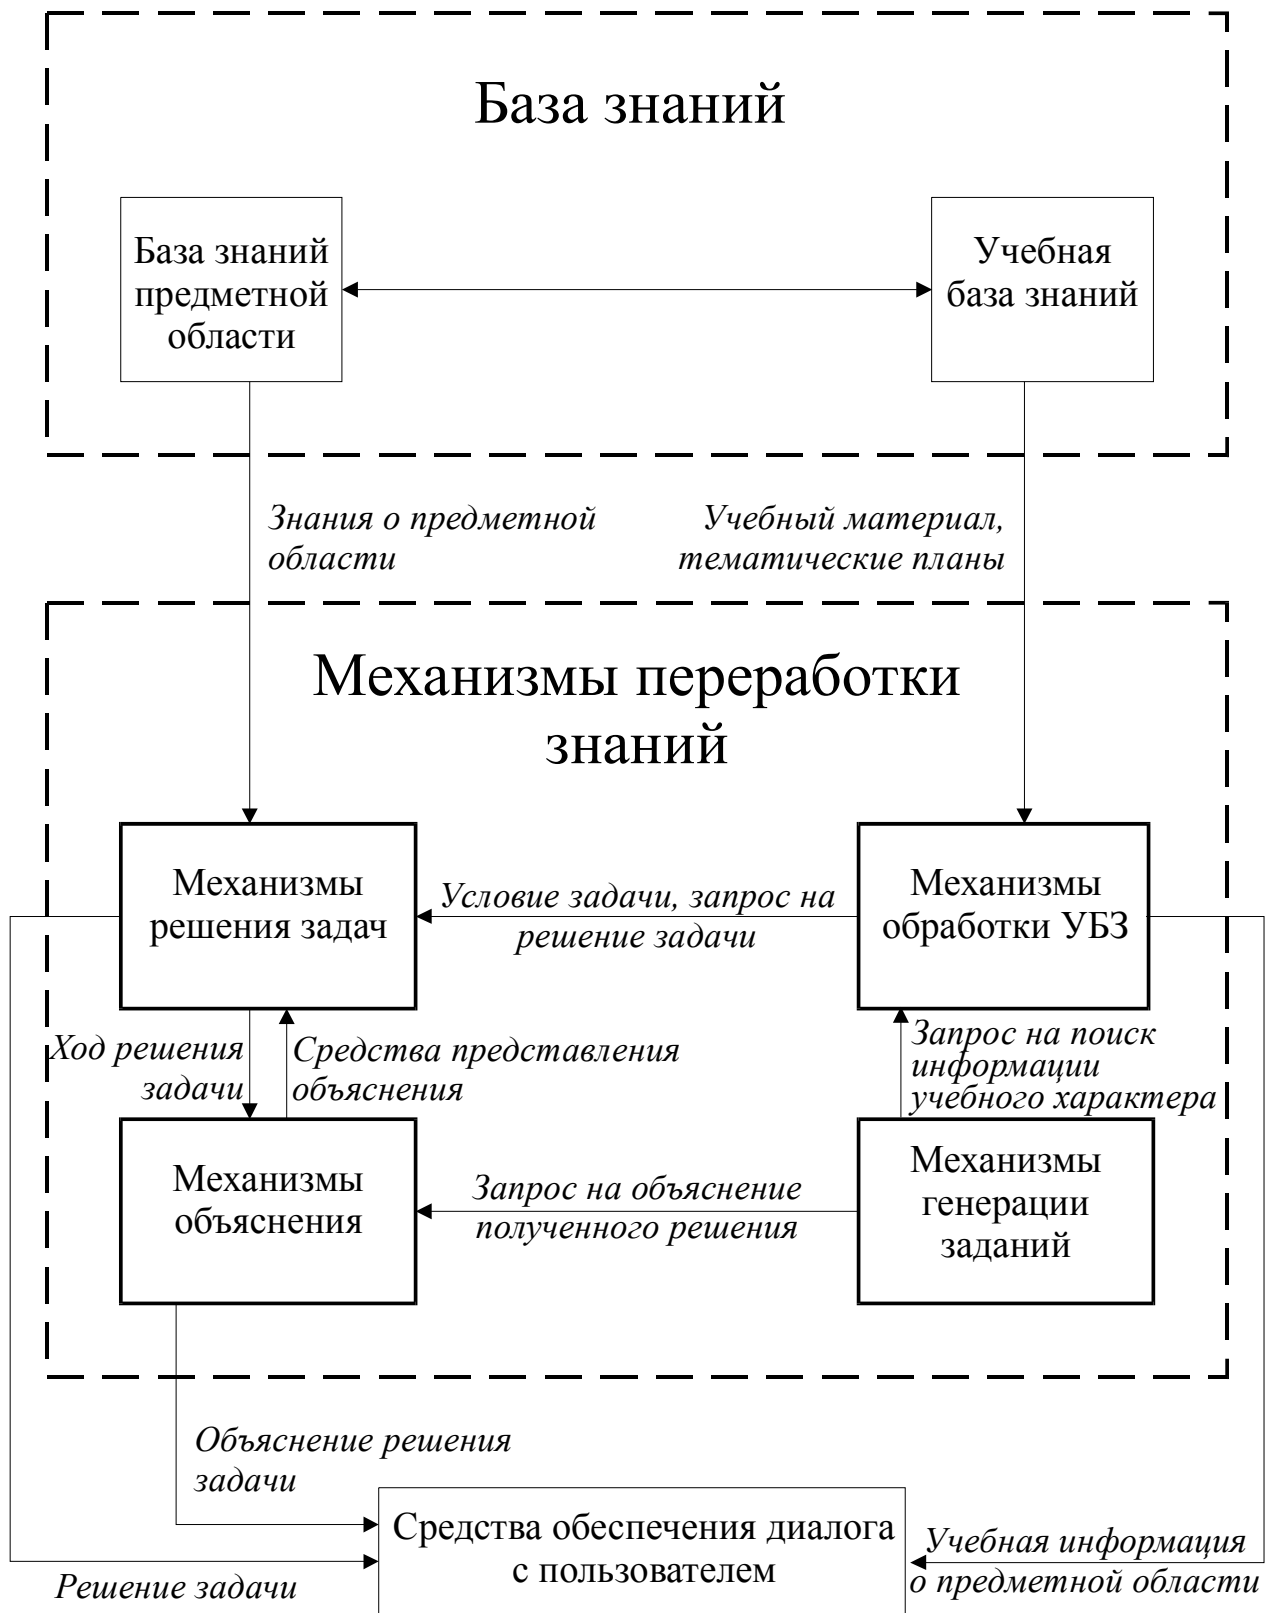 База знаний
База знаний
предметной
области
Учебная
база знаний
Знания о предметной
области
Учебный материал,
тематические планы
Механизмы переработки
знаний
Механизмы
решения задач
Условие задачи, запрос на
решение задачи
Механизмы
обработки УБЗ
Ход решения
задачи
Средства представления
объяснения
Запрос на поиск
информации
учебного характера
Механизмы
объяснения
Запрос на объяснение
полученного решения
Механизмы
генерации
заданий
Объяснение решения
задачи
Средства обеспечения диалога
с пользователем
Решение задачи
Учебная информация
о предметной области